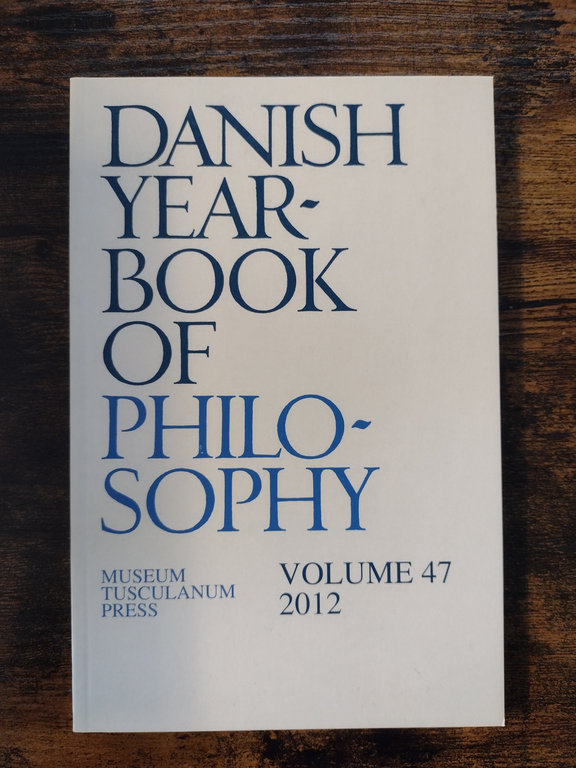 DANISH
YEAR-
BOOK
OF
PHILO-
SOPHY
MUSEUM
TUSCULANUM
PRESS
VOLUME 47
2012